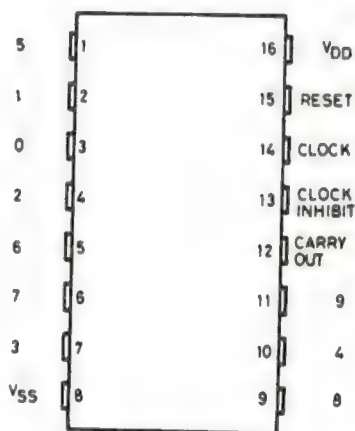 5 1 16 VDD
1 2 15 RESET
0 3 14 CLOCK
2 4 13 CLOCK INHIBIT
6 5 12 CARRY OUT
7 6 11 9
3 7 10 4
VSS 8 9 8